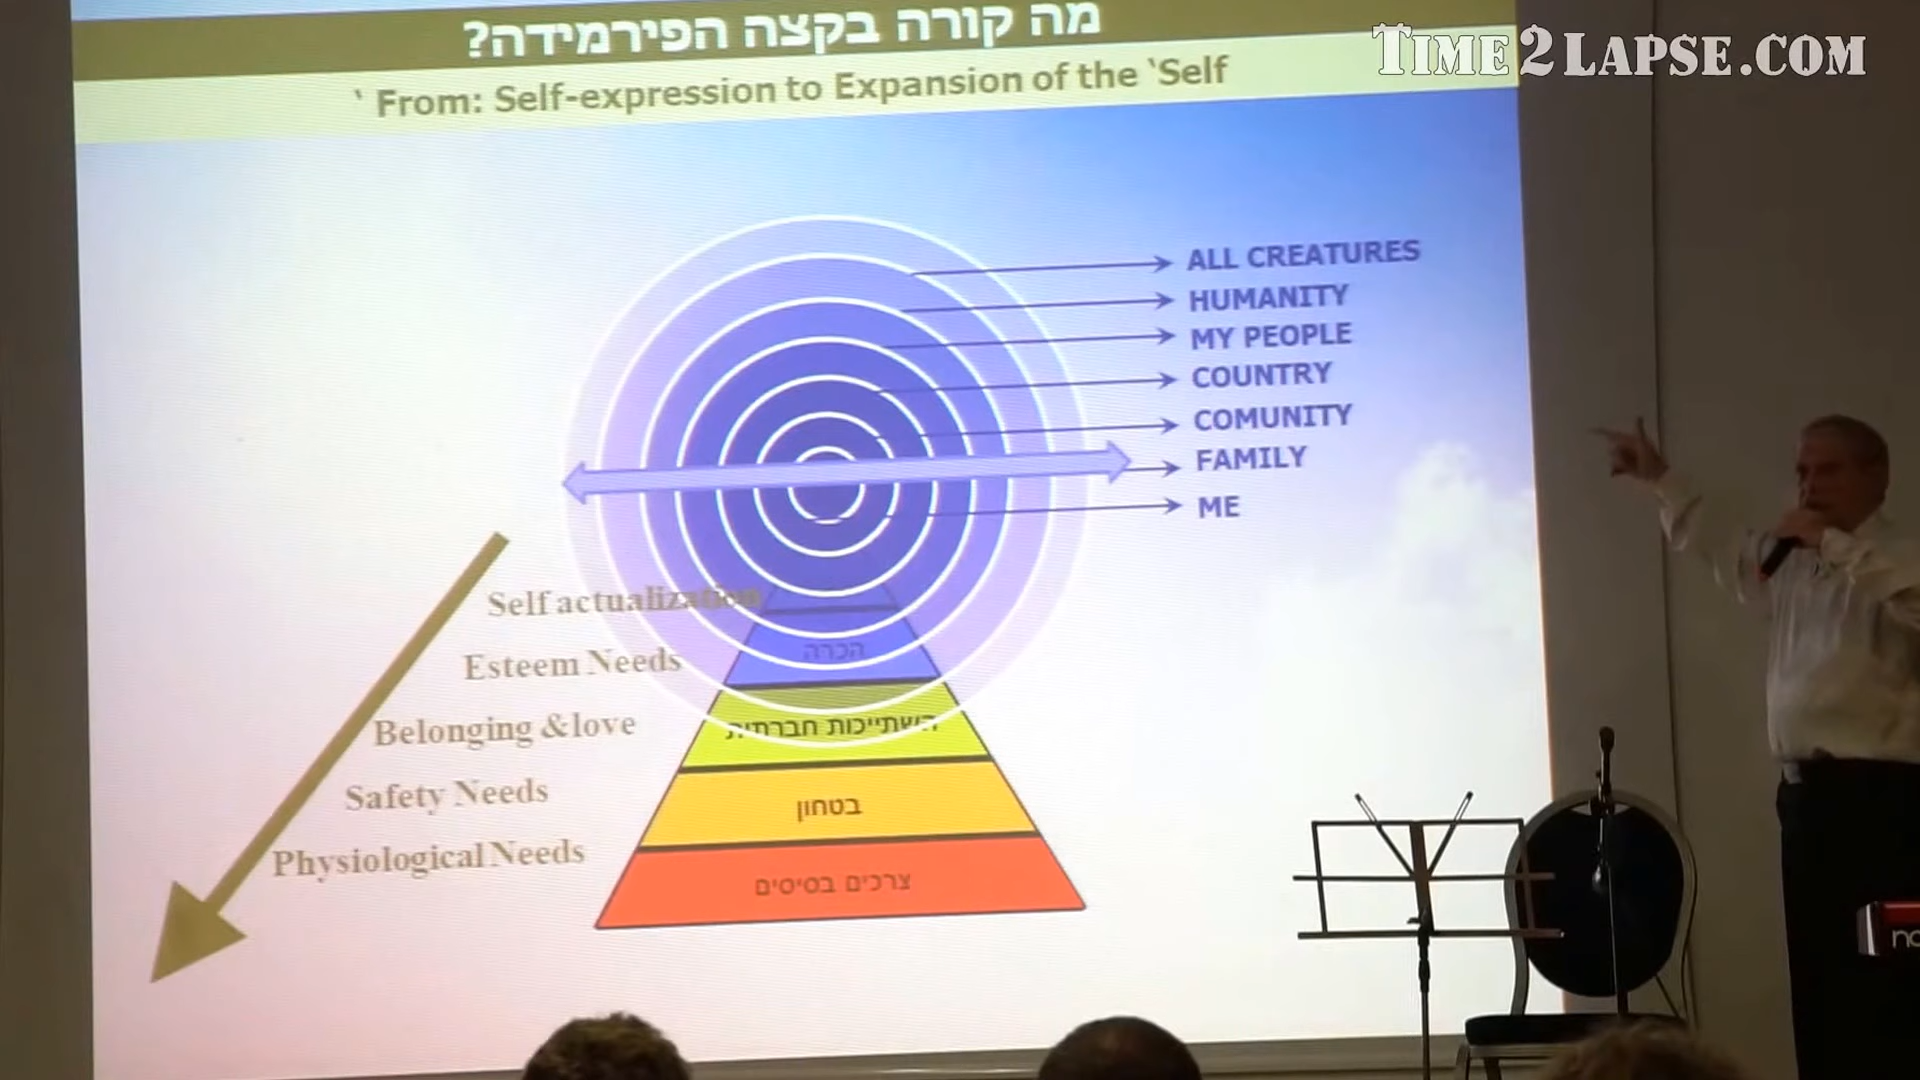 מה קורה בקצה הפירמידה?
TIME2LAPSE.COM
` From: Self-expression to Expansion of the `Self
ALL CREATURES
HUMANITY
MY PEOPLE
COUNTRY
COMUNITY
FAMILY
ME
Self actualization
Esteem Needs
הכרה
Belonging &love
השתייכות חברתית
Safety Needs
בטחון
Physiological Needs
צרכים בסיסים